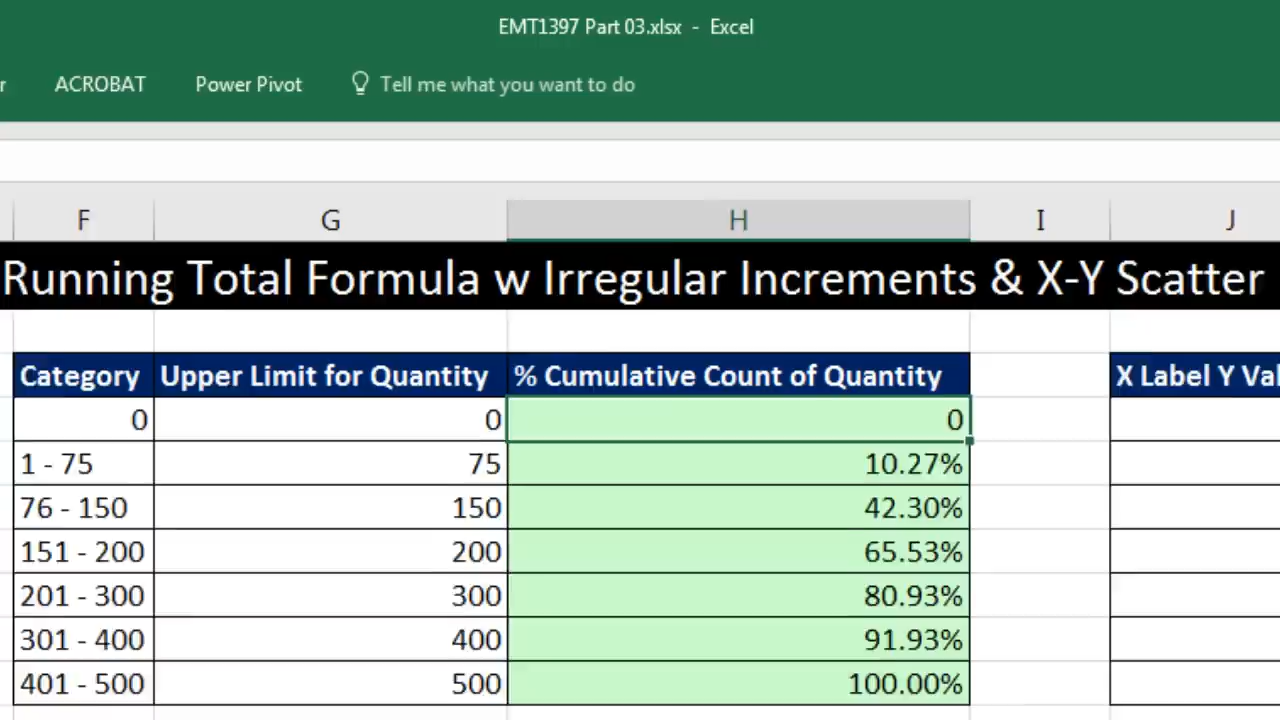 EMT1397 Part 03.xlsx - Excel
r ACROBAT Power Pivot Tell me what you want to do
F G H I J
Running Total Formula w Irregular Increments & X-Y Scatter
Category Upper Limit for Quantity % Cumulative Count of Quantity X Label Y Val
0 0 0
1 - 75 75 10.27%
76 - 150 150 42.30%
151 - 200 200 65.53%
201 - 300 300 80.93%
301 - 400 400 91.93%
401 - 500 500 100.00%